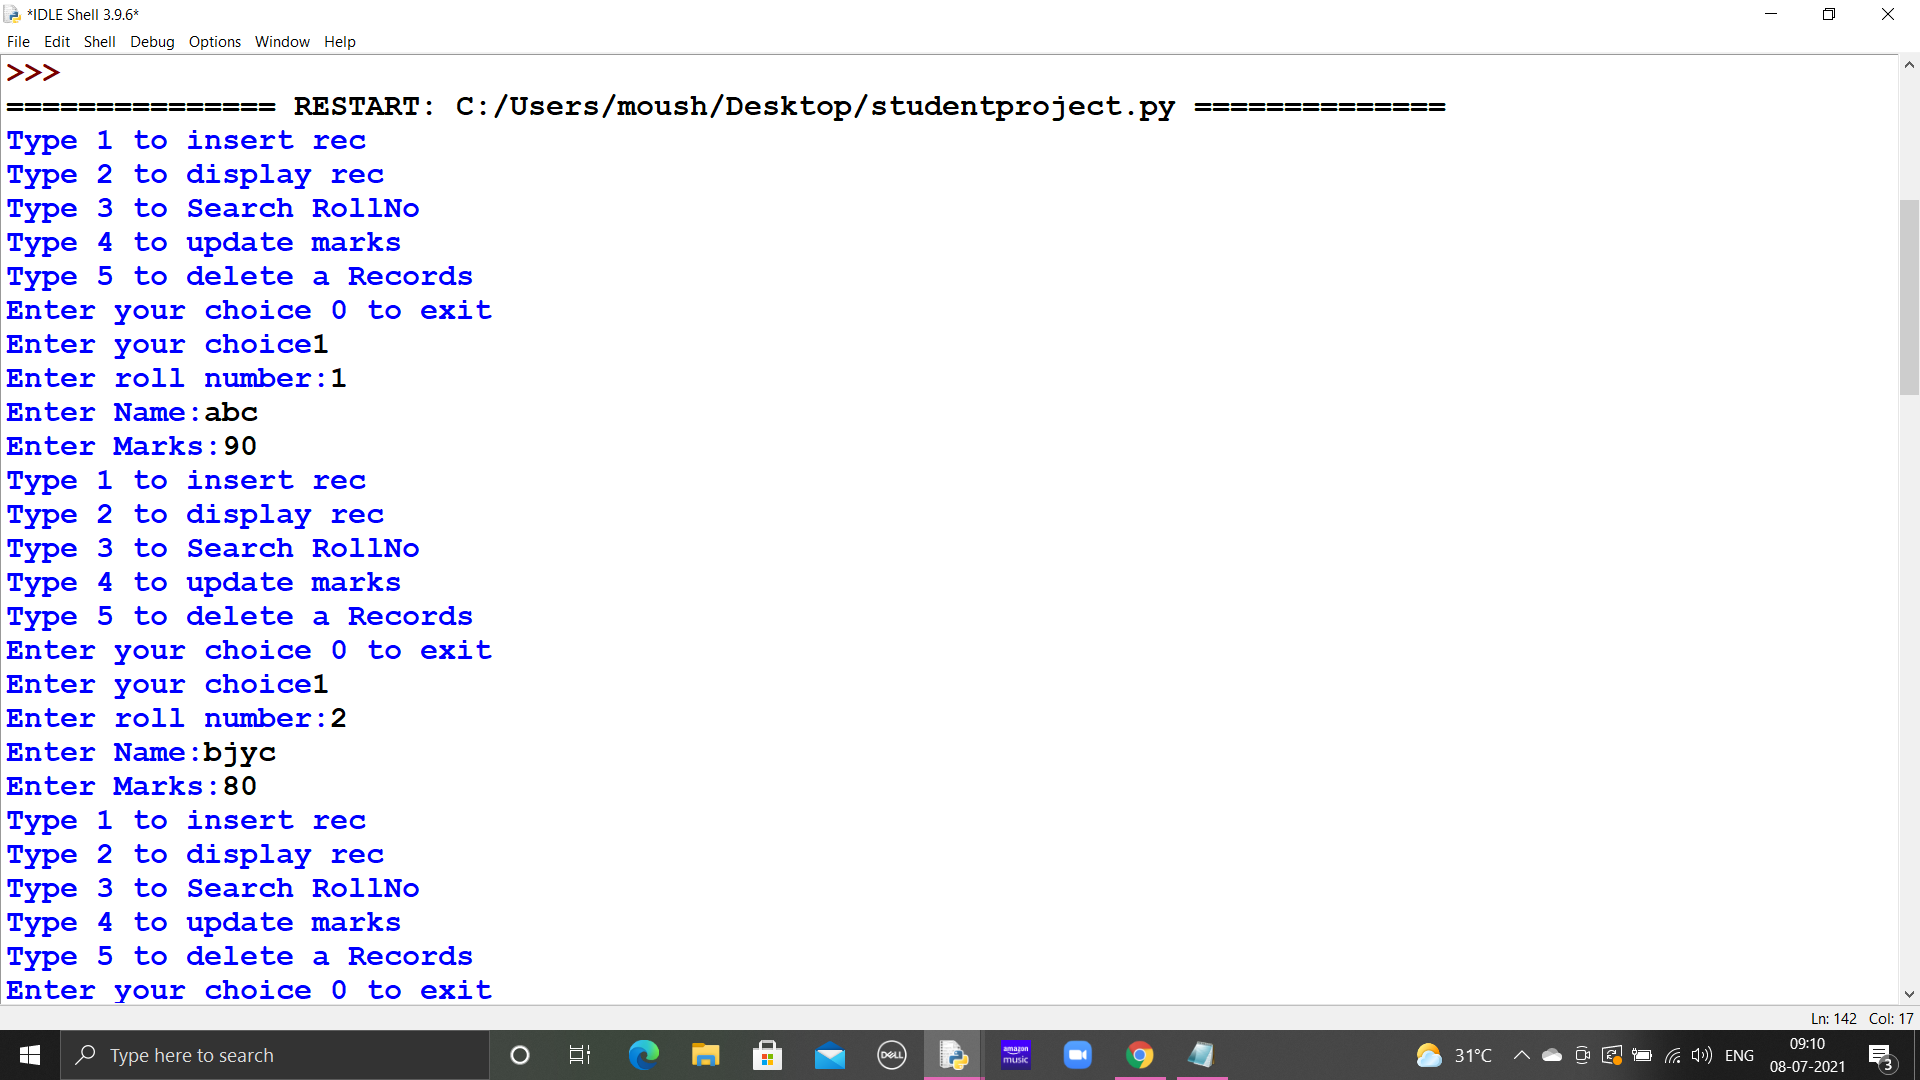 *IDLE Shell 3.9.6*
File Edit Shell Debug Options Window Help
>>>
=============== RESTART: C:/Users/moush/Desktop/studentproject.py ==============
Type 1 to insert rec
Type 2 to display rec
Type 3 to Search RollNo
Type 4 to update marks
Type 5 to delete a Records
Enter your choice 0 to exit
Enter your choice1
Enter roll number:1
Enter Name:abc
Enter Marks:90
Type 1 to insert rec
Type 2 to display rec
Type 3 to Search RollNo
Type 4 to update marks
Type 5 to delete a Records
Enter your choice 0 to exit
Enter your choice1
Enter roll number:2
Enter Name:bjyc
Enter Marks:80
Type 1 to insert rec
Type 2 to display rec
Type 3 to Search RollNo
Type 4 to update marks
Type 5 to delete a Records
Enter your choice 0 to exit
Ln: 142 Col: 17
Type here to search
DELL
amazon music
31°C
ENG
09:10
08-07-2021
3